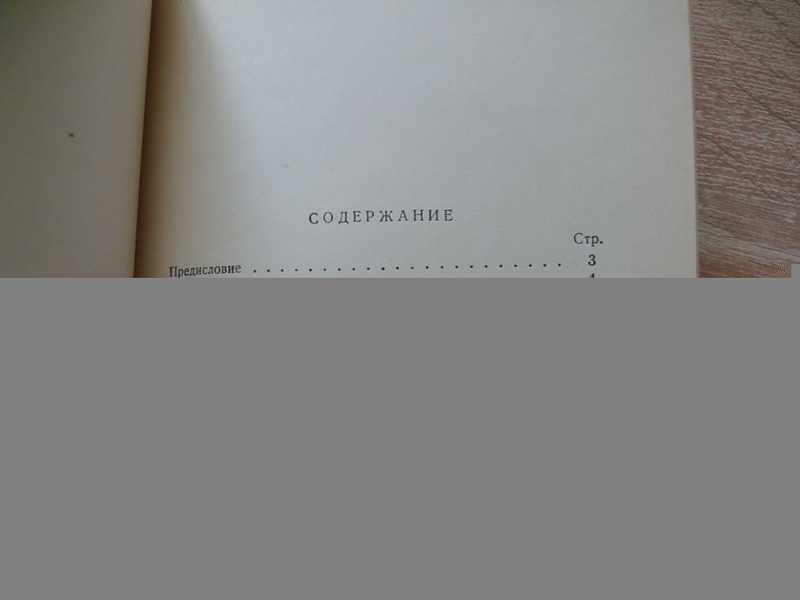 СОДЕРЖАНИЕ
Стр.
Предисловие . . . . . . . . . . . . . . . . . . 3